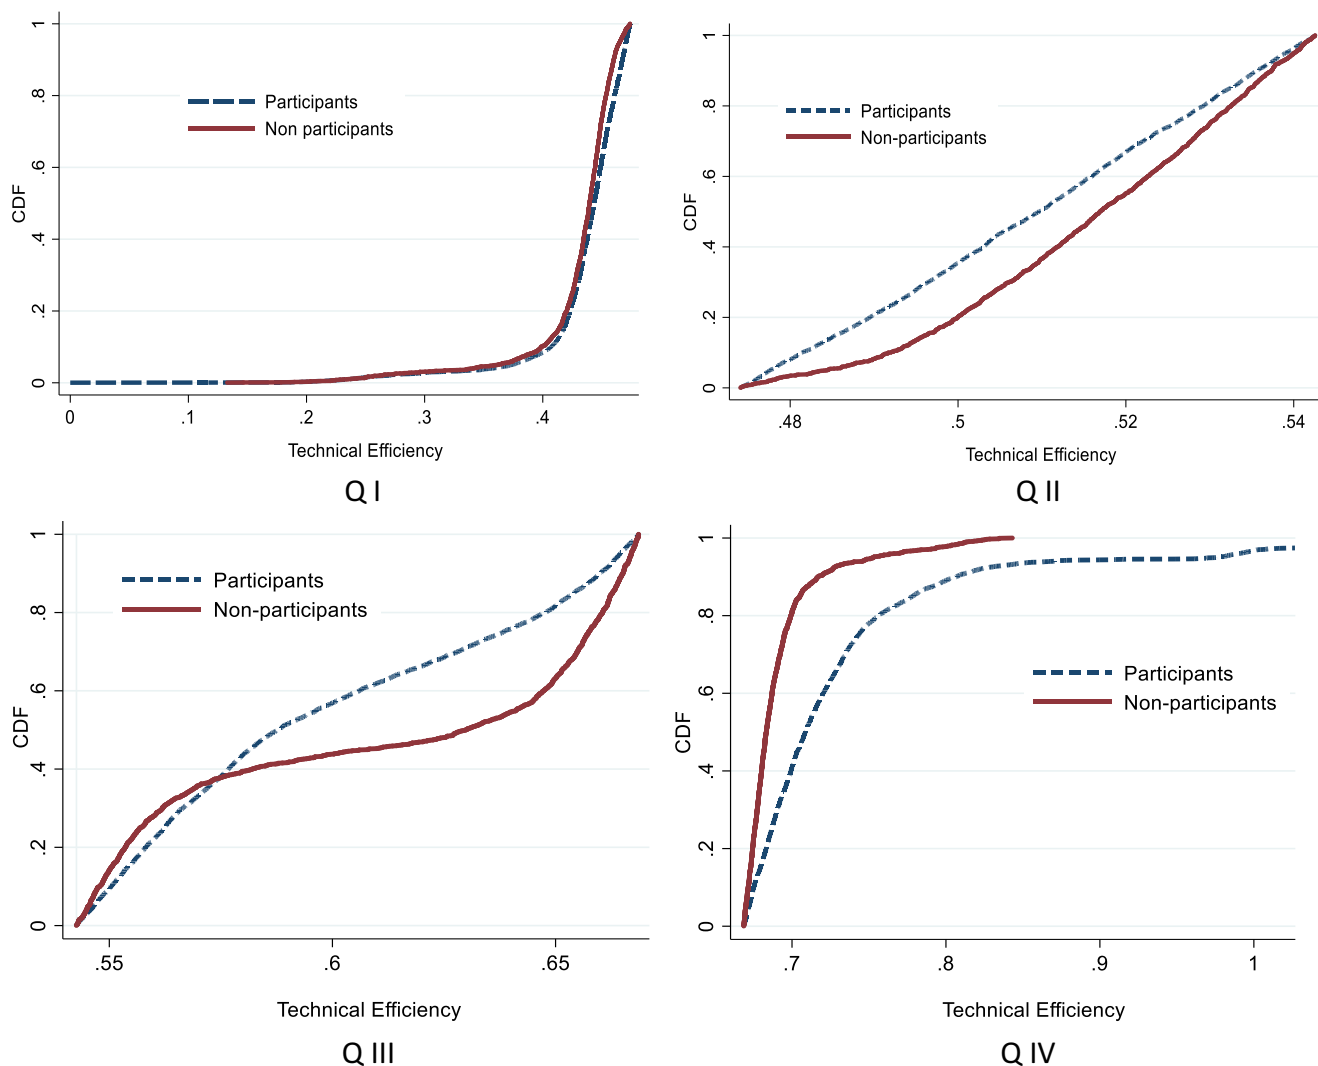 1
.8
.6
.4
.2
0
CDF
Participants
Non participants
0
.1
.2
.3
.4
Technical Efficiency
Q I
1
.8
.6
.4
.2
0
CDF
Participants
Non-participants
.48
.5
.52
.54
Technical Efficiency
Q II
1
.8
.6
.4
.2
0
CDF
Participants
Non-participants
.55
.6
.65
Technical Efficiency
Q III
1
.8
.6
.4
.2
0
CDF
Participants
Non-participants
.7
.8
.9
1
Technical Efficiency
Q IV